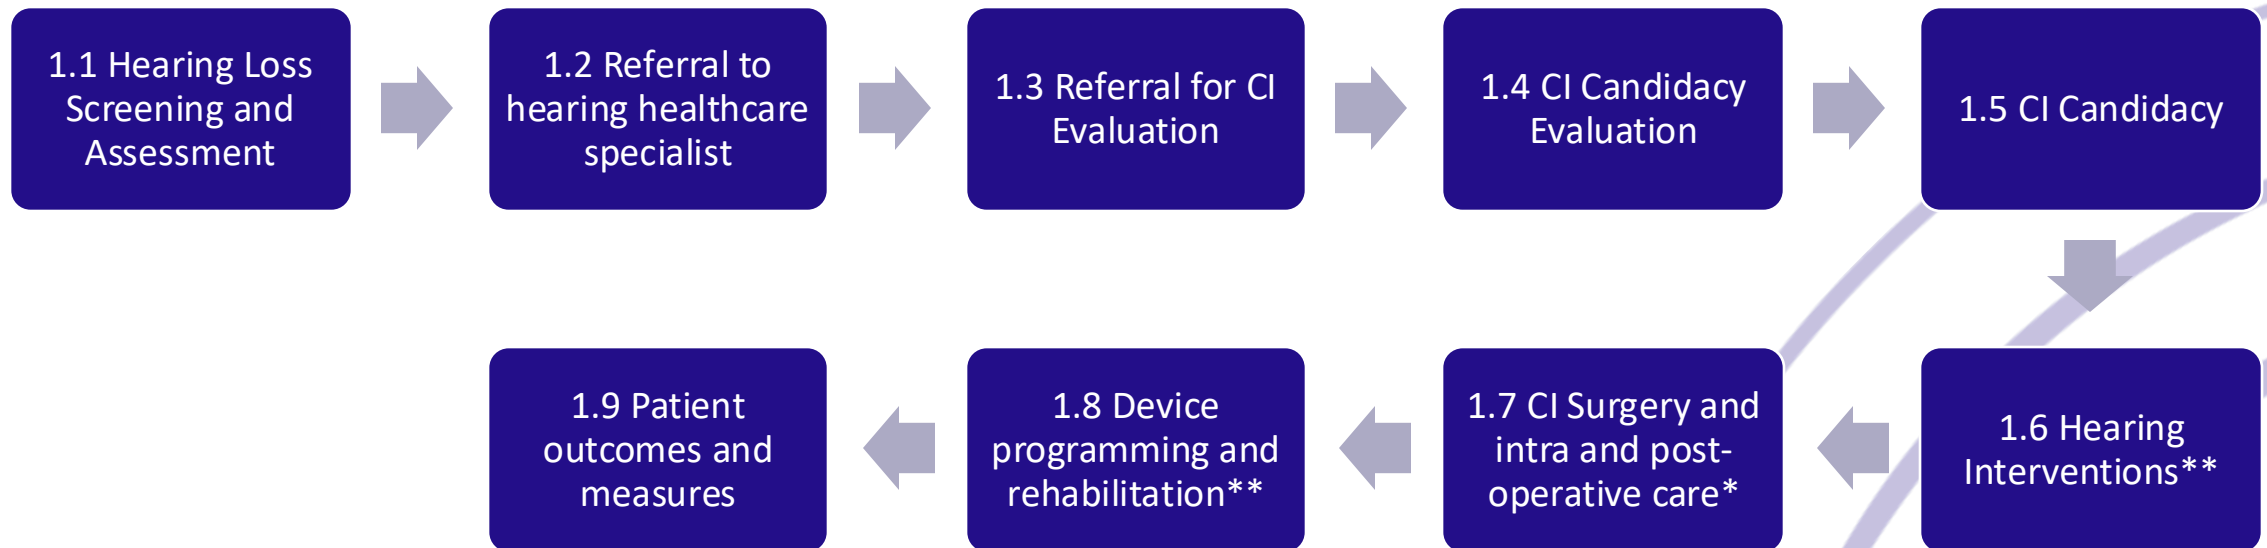 1.1 Hearing Loss
Screening and
Assessment
1.2 Referral to
hearing healthcare
specialist
1.3 Referral for CI
Evaluation
1.4 CI Candidacy
Evaluation
1.5 CI Candidacy
1.6 Hearing
Interventions**
1.7 CI Surgery and
intra and post-
operative care*
1.8 Device
programming and
rehabilitation**
1.9 Patient
outcomes and
measures